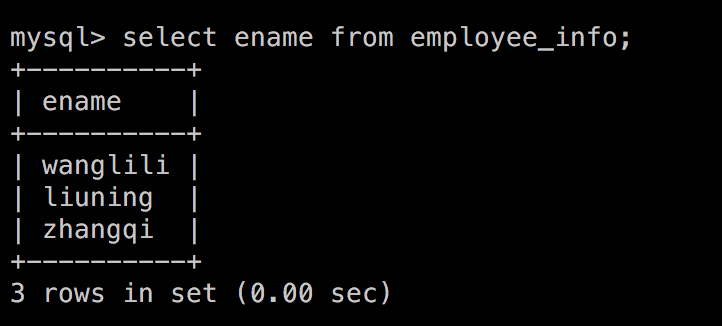 mysql> select ename from employee_info;
+----------+
| ename    |
+----------+
| wanglili |
| liuning  |
| zhangqi  |
+----------+
3 rows in set (0.00 sec)